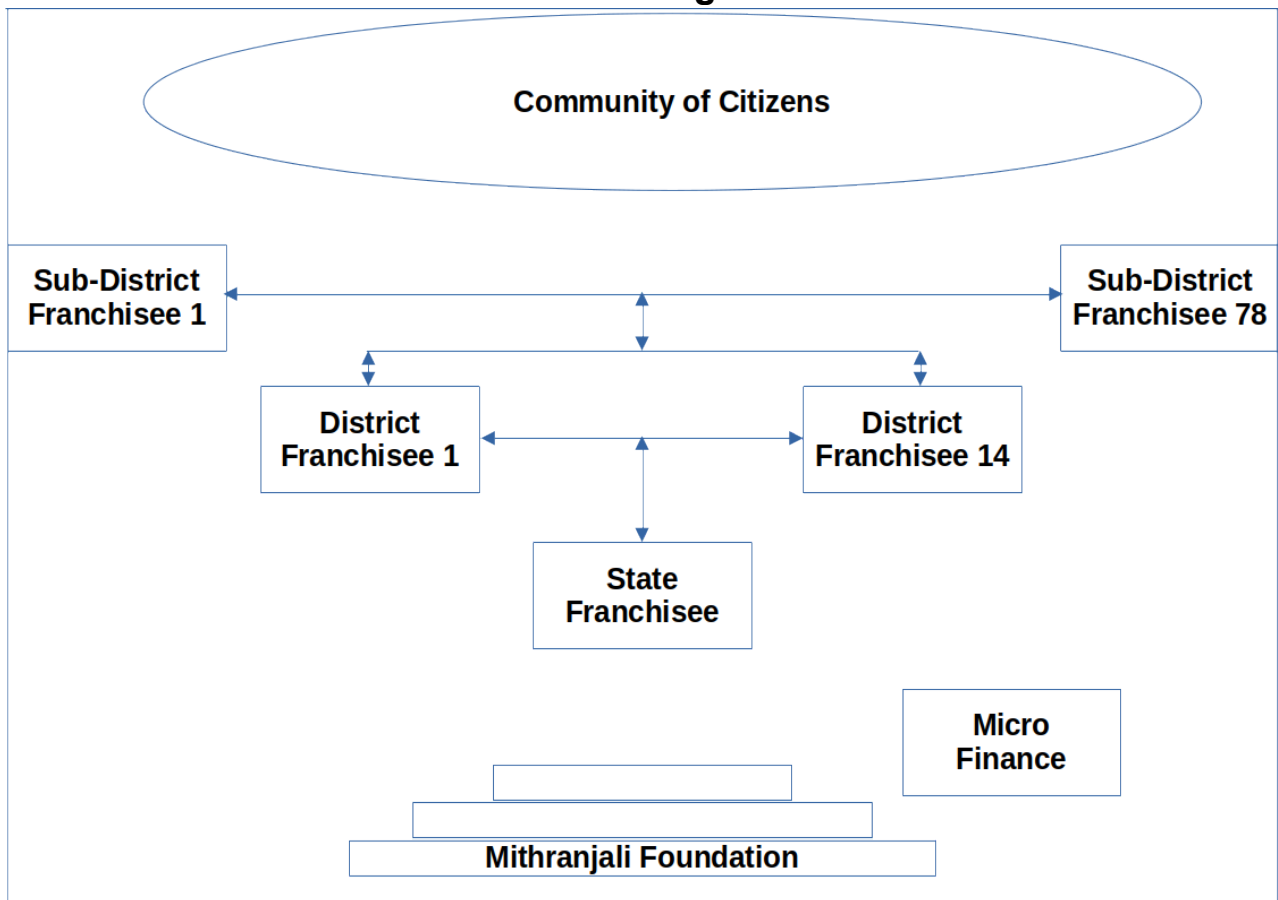 Community of Citizens
Sub-District
Franchisee 1
Sub-District
Franchisee 78
District
Franchisee 1
District
Franchisee 14
State
Franchisee
Micro
Finance
Mithranjali Foundation